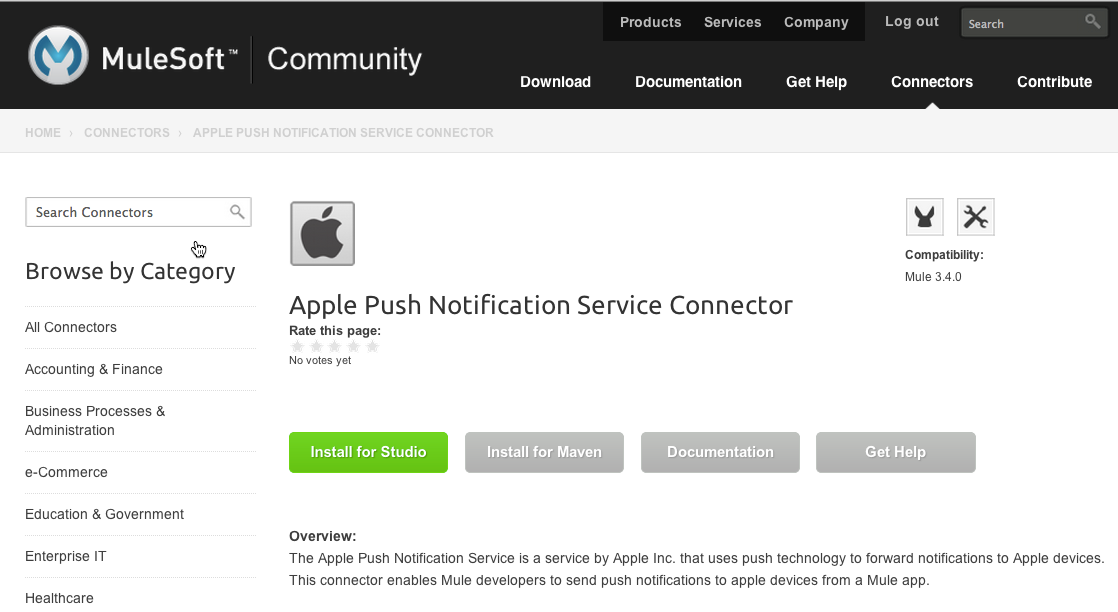 Products Services Company Log out Search
MuleSoft™ Community
Download Documentation Get Help Connectors Contribute
HOME › CONNECTORS › APPLE PUSH NOTIFICATION SERVICE CONNECTOR
Search Connectors
Browse by Category
All Connectors
Accounting & Finance
Business Processes &
Administration
e-Commerce
Education & Government
Enterprise IT
Healthcare
Apple Push Notification Service Connector
Rate this page:
No votes yet
Compatibility:
Mule 3.4.0
Install for Studio Install for Maven Documentation Get Help
Overview:
The Apple Push Notification Service is a service by Apple Inc. that uses push technology to forward notifications to Apple devices.
This connector enables Mule developers to send push notifications to apple devices from a Mule app.